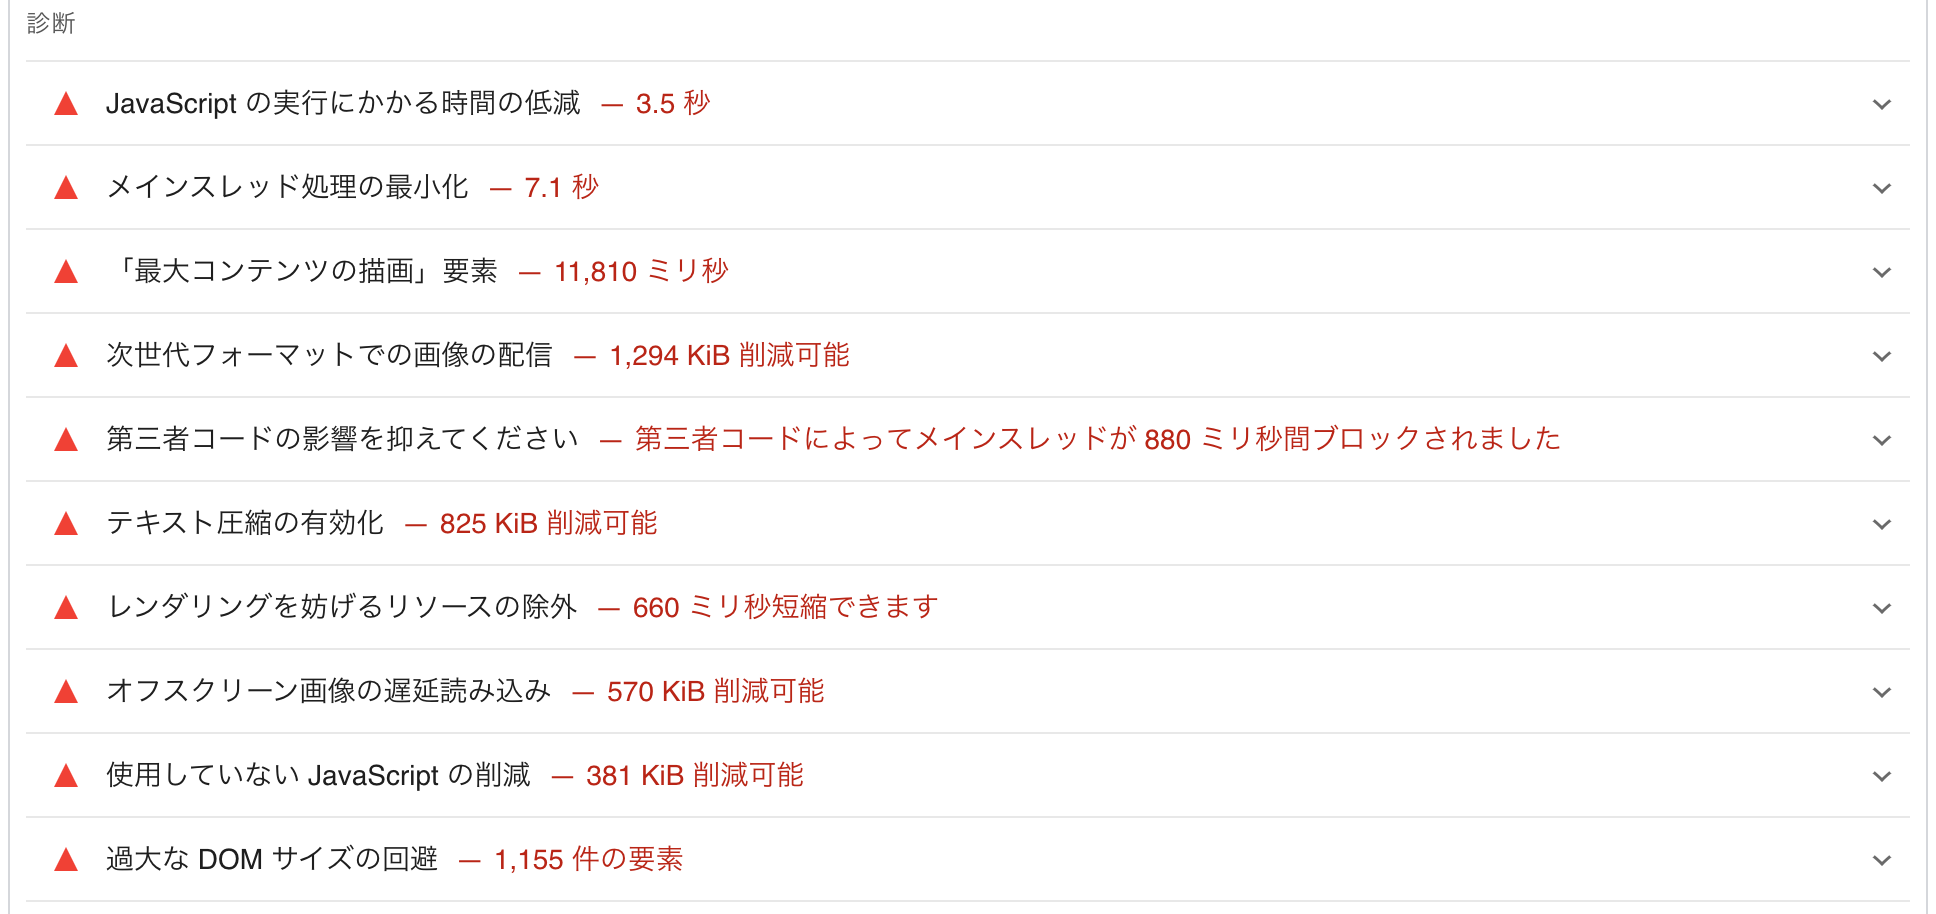 診断
JavaScript の実行にかかる時間の低減 — 3.5 秒
メインスレッド処理の最小化 — 7.1 秒
「最大コンテンツの描画」要素 — 11,810 ミリ秒
次世代フォーマットでの画像の配信 — 1,294 KiB 削減可能
第三者コードの影響を抑えてください — 第三者コードによってメインスレッドが 880 ミリ秒間ブロックされました
テキスト圧縮の有効化 — 825 KiB 削減可能
レンダリングを妨げるリソースの除外 — 660 ミリ秒短縮できます
オフスクリーン画像の遅延読み込み — 570 KiB 削減可能
使用していない JavaScript の削減 — 381 KiB 削減可能
過大な DOM サイズの回避 — 1,155 件の要素